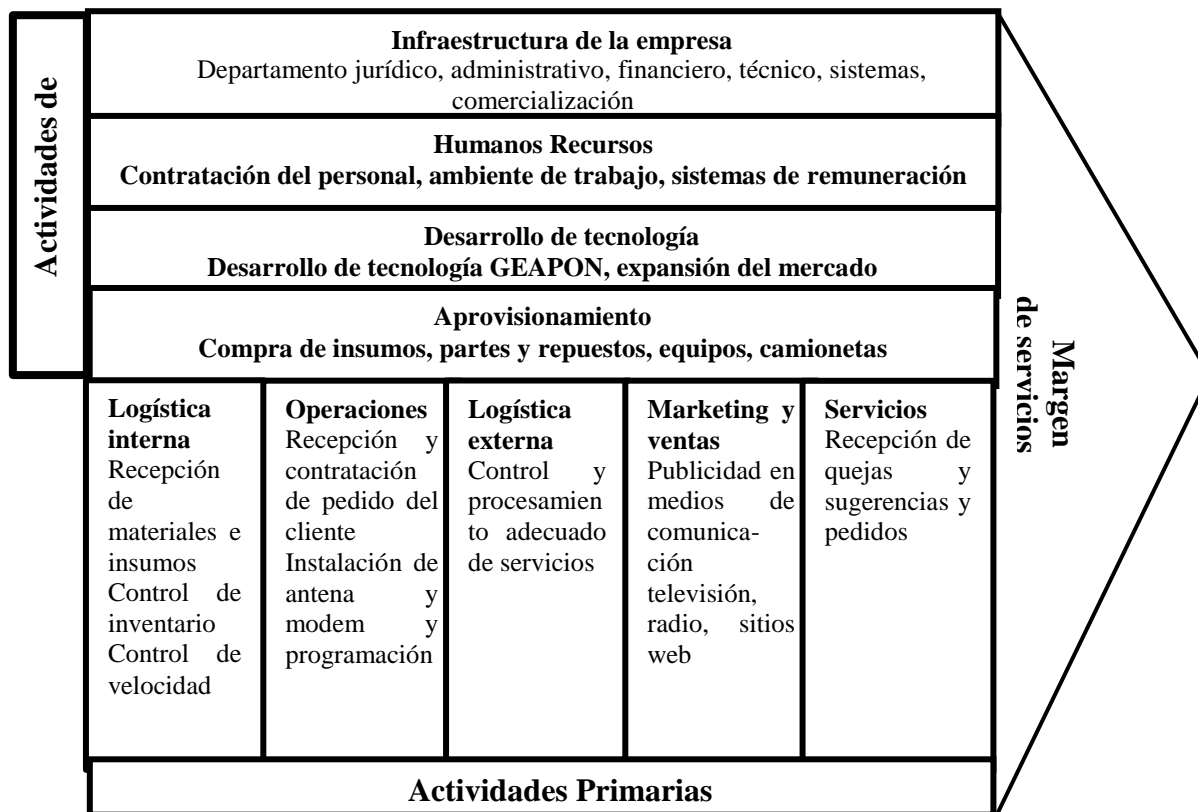 Actividades de
Infraestructura de la empresa
Departamento jurídico, administrativo, financiero, técnico, sistemas,
comercialización
Humanos Recursos
Contratación del personal, ambiente de trabajo, sistemas de remuneración
Desarrollo de tecnología
Desarrollo de tecnología GEAPON, expansión del mercado
Aprovisionamiento
Compra de insumos, partes y repuestos, equipos, camionetas
Logística
interna
Recepción
de
materiales e
insumos
Control de
inventario
Control de
velocidad
Operaciones
Recepción y
contratación
de pedido del
cliente
Instalación de
antena y
modem y
programación
Logística
externa
Control y
procesamien
to adecuado
de servicios
Marketing y
ventas
Publicidad en
medios de
comunica-
ción
televisión,
radio, sitios
web
Servicios
Recepción de
quejas y
sugerencias y
pedidos
Margen
de servicios
Actividades Primarias